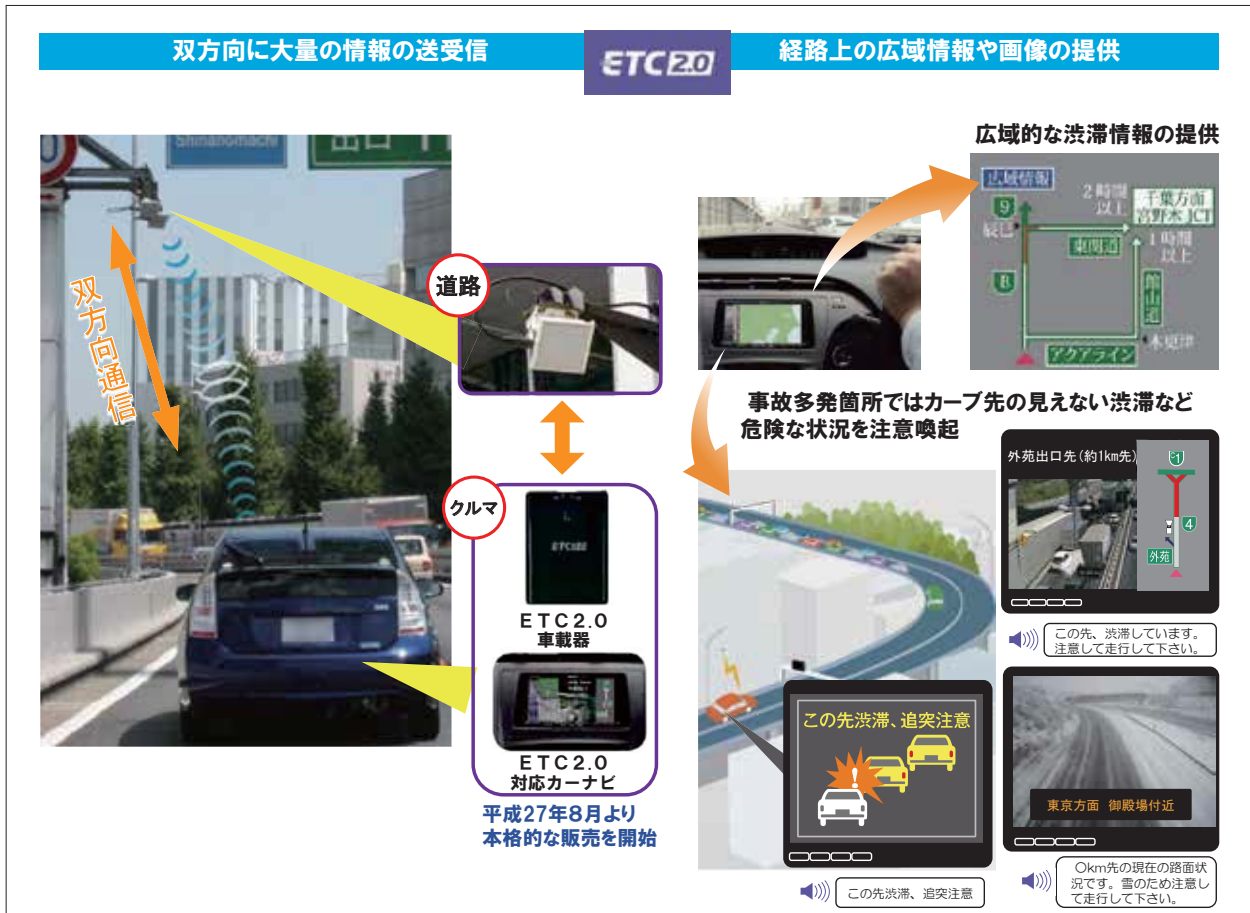 双方向に大量の情報の送受信
ETC2.0
経路上の広域情報や画像の提供
Shinanomachi
出口
双方向通信
道路
クルマ
ETC2.0
車載器
ETC2.0
対応カーナビ
平成27年8月より
本格的な販売を開始
広域的な渋滞情報の提供
広域情報
2時間
以上
千葉方面
宮野木JCT
9
辰巳
東関道
1時間
以上
B
館山道
木更津
アクアライン
事故多発箇所ではカーブ先の見えない渋滞など
危険な状況を注意喚起
外苑出口先(約1km先)
C1
4
外苑
この先、渋滞しています。
注意して走行して下さい。
この先渋滞、追突注意
!
この先渋滞、追突注意
東京方面 御殿場付近
〇km先の現在の路面状
況です。雪のため注意し
て走行して下さい。